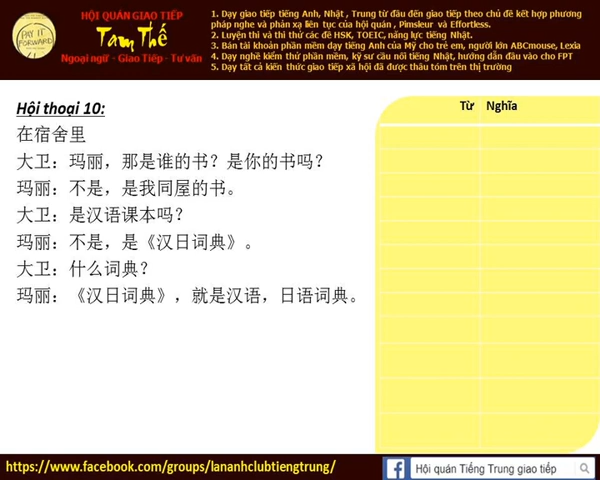 PAY IT
FORWARD
HỘI QUÁN GIAO TIẾP
Tam Thế
Ngoại ngữ - Giao Tiếp - Tư vấn
1. Dạy giao tiếp tiếng Anh, Nhật , Trung từ đầu đến giao tiếp theo chủ đề kết hợp phương
pháp nghe và phản xạ liên tục của hội quán , Pimsleur và Effortless.
2. Luyện thi và thi thử các đề HSK, TOEIC, năng lực tiếng Nhật.
3. Bán tài khoản phần mềm dạy tiếng Anh của Mỹ cho trẻ em, người lớn ABCmouse, Lexia
4. Dạy nghề kiểm thử phần mềm, kỹ sư cầu nối tiếng Nhật, hướng dẫn đầu vào cho FPT
5. Dạy tất cả kiến thức giao tiếp xã hội đã được thâu tóm trên thị trường
Hội thoại 10:
在宿舍里
大卫：玛丽，那是谁的书？是你的书吗？
玛丽：不是，是我同屋的书。
大卫：是汉语课本吗？
玛丽：不是，是《汉日词典》。
大卫：什么词典？
玛丽：《汉日词典》，就是汉语，日语词典。
Từ Nghĩa
https://www.facebook.com/groups/lananhclubtiengtrung/
f Hội quán Tiếng Trung giao tiếp